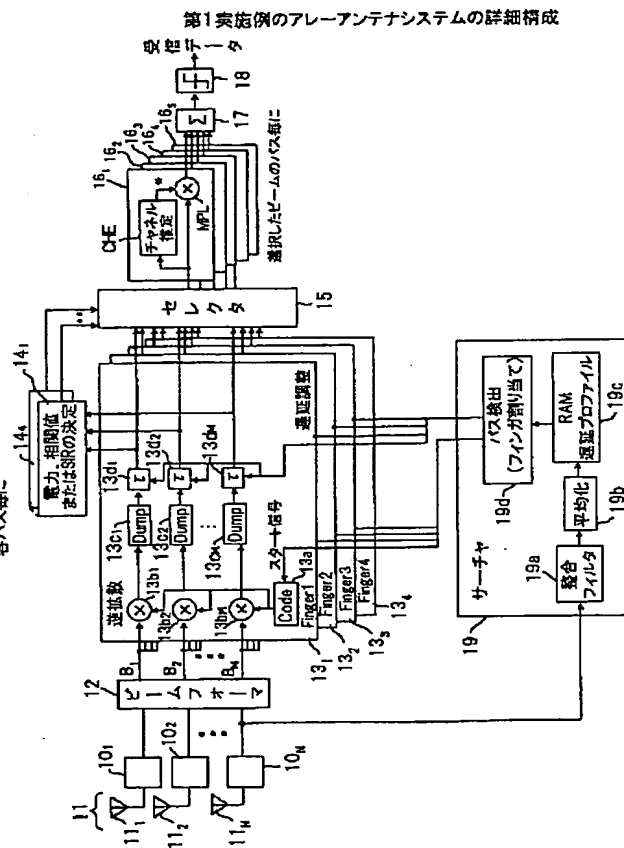 第1実施例のアレーアンテナシステムの詳細構成
各パス毎に
14₄
14₁
電力、相関値
またはSIRの決定
11
11₁
11₂
11_N
10₁
10₂
10_N
12
ビームフォーマ
B₁
B₂
B_M
逆拡散
13b₁
13b₂
13b_M
13c₁
13c₂
13c_M
Dump
Dump
Dump
13d₁
13d₂
13d_M
τ
τ
τ
遅延調整
スタート信号
13a
Code
Finger1
Finger2
Finger3
Finger4
13₁
13₂
13₃
13₄
セレクタ
15
CHE
チャネル
推定
*
MPL
16₁
16₂
16₃
16₄
16₅
選択したビームのパス毎に
Σ
17
18
受信データ
19
サーチャ
19a
整合
フィルタ
平均化
19b
RAM
遅延プロファイル
19c
パス検出
(フィンガ割り当て)
19d